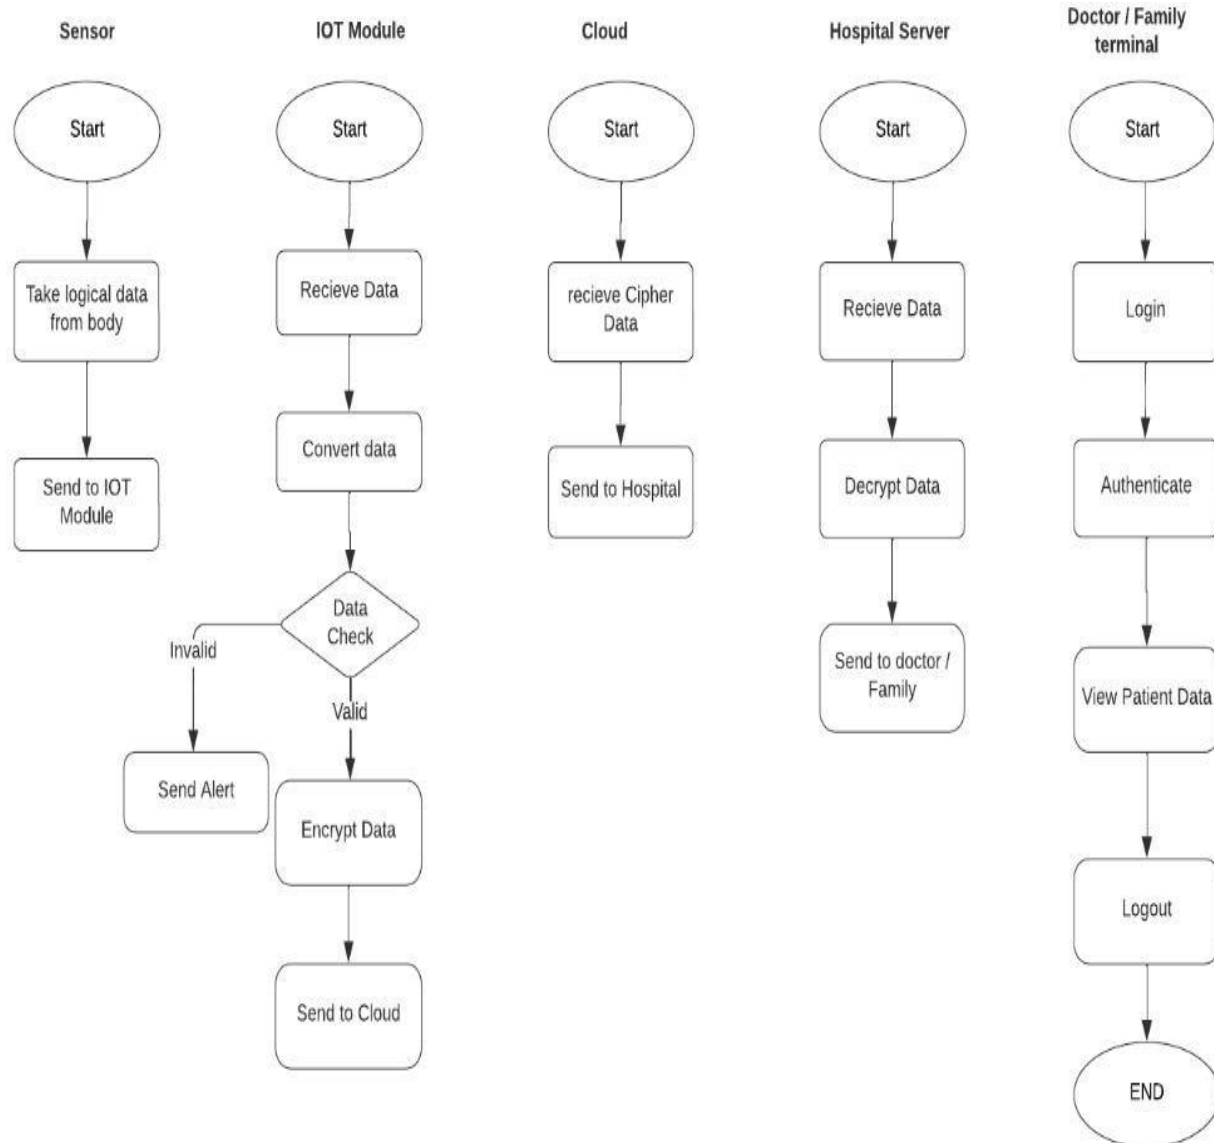 Sensor
IOT Module
Cloud
Hospital Server
Doctor / Family
terminal
Start
Start
Start
Start
Start
Take logical data
from body
Recieve Data
recieve Cipher
Data
Recieve Data
Login
Convert data
Send to IOT
Module
Send to Hospital
Decrypt Data
Authenticate
Data
Check
Invalid
Valid
Send to doctor /
Family
View Patient Data
Send Alert
Encrypt Data
Logout
Send to Cloud
END